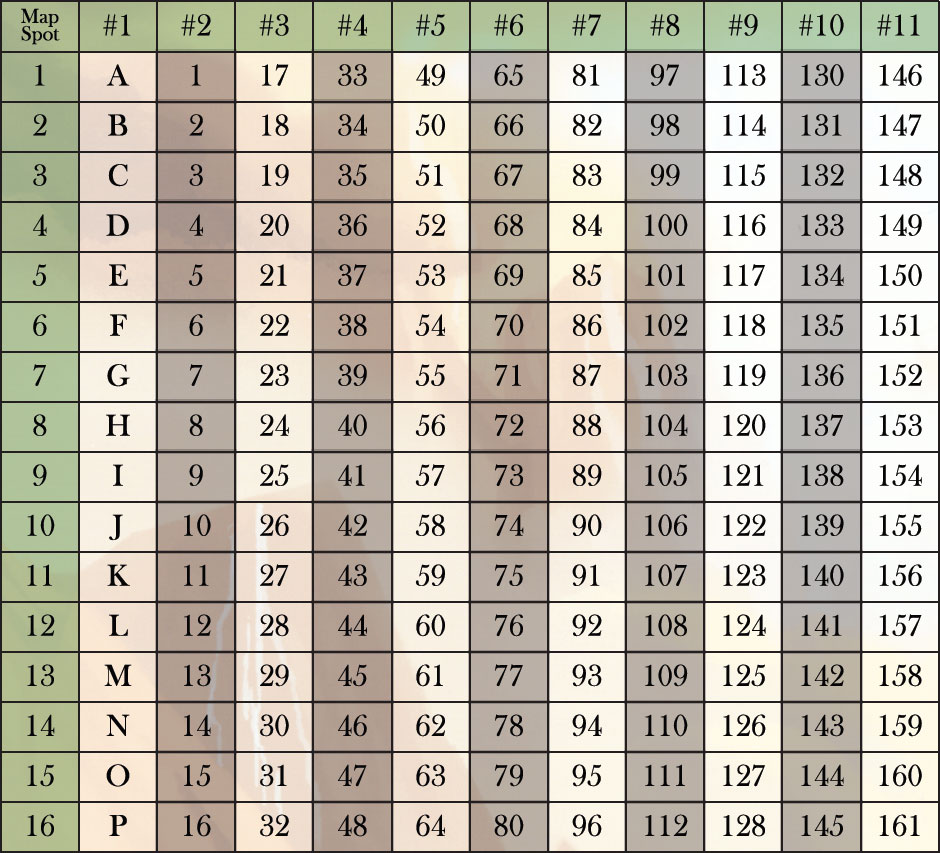 Map Spot #1 #2 #3 #4 #5 #6 #7 #8 #9 #10 #11
1 A 1 17 33 49 65 81 97 113 130 146
2 B 2 18 34 50 66 82 98 114 131 147
3 C 3 19 35 51 67 83 99 115 132 148
4 D 4 20 36 52 68 84 100 116 133 149
5 E 5 21 37 53 69 85 101 117 134 150
6 F 6 22 38 54 70 86 102 118 135 151
7 G 7 23 39 55 71 87 103 119 136 152
8 H 8 24 40 56 72 88 104 120 137 153
9 I 9 25 41 57 73 89 105 121 138 154
10 J 10 26 42 58 74 90 106 122 139 155
11 K 11 27 43 59 75 91 107 123 140 156
12 L 12 28 44 60 76 92 108 124 141 157
13 M 13 29 45 61 77 93 109 125 142 158
14 N 14 30 46 62 78 94 110 126 143 159
15 O 15 31 47 63 79 95 111 127 144 160
16 P 16 32 48 64 80 96 112 128 145 161